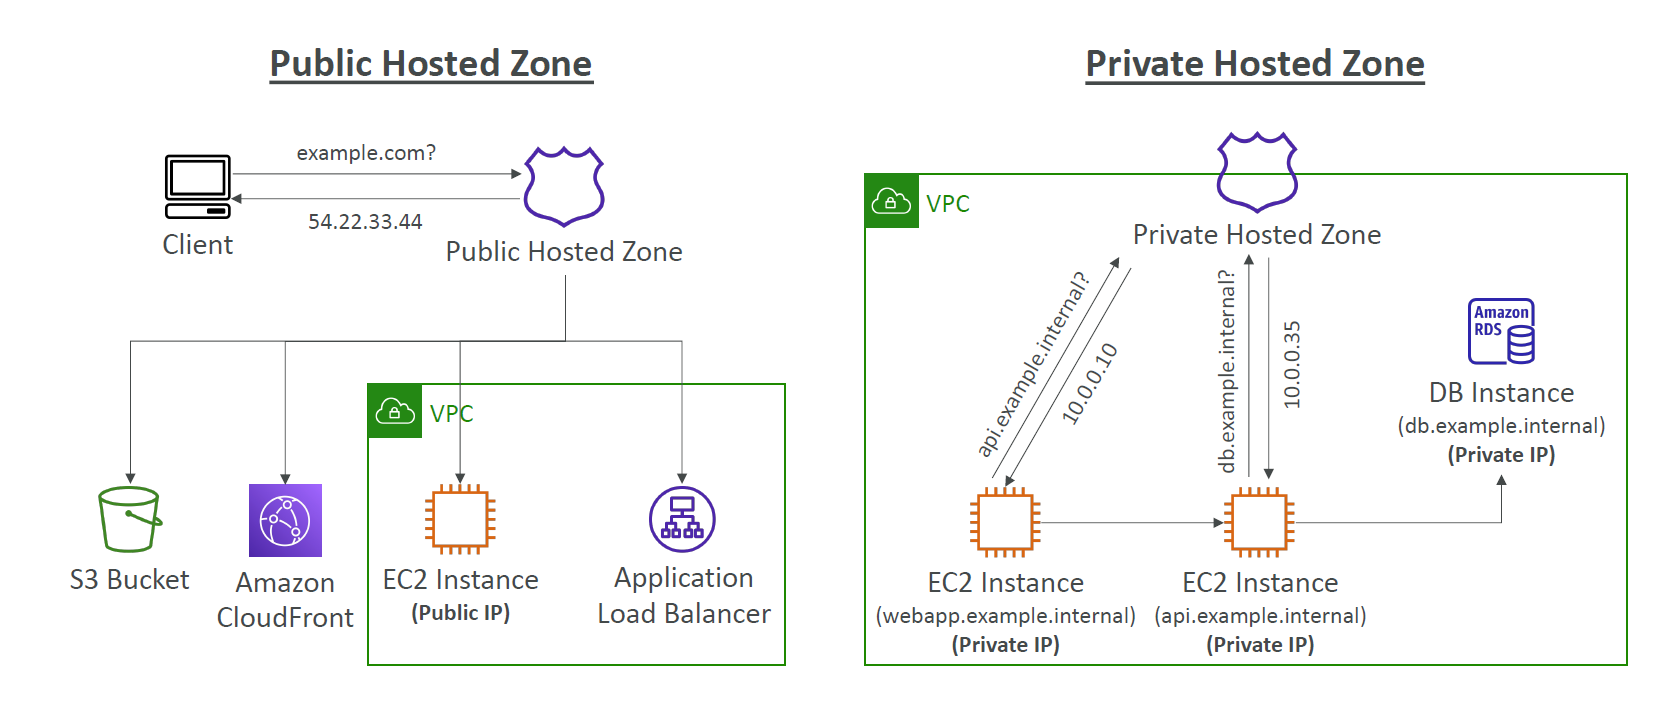 Public Hosted Zone
example.com?
54.22.33.44
Client
Public Hosted Zone
VPC
S3 Bucket
Amazon
CloudFront
EC2 Instance
(Public IP)
Application
Load Balancer
Private Hosted Zone
VPC
Private Hosted Zone
api.example.internal?
10.0.0.10
db.example.internal?
10.0.0.35
Amazon
RDS
DB Instance
(db.example.internal)
(Private IP)
EC2 Instance
(webapp.example.internal)
(Private IP)
EC2 Instance
(api.example.internal)
(Private IP)